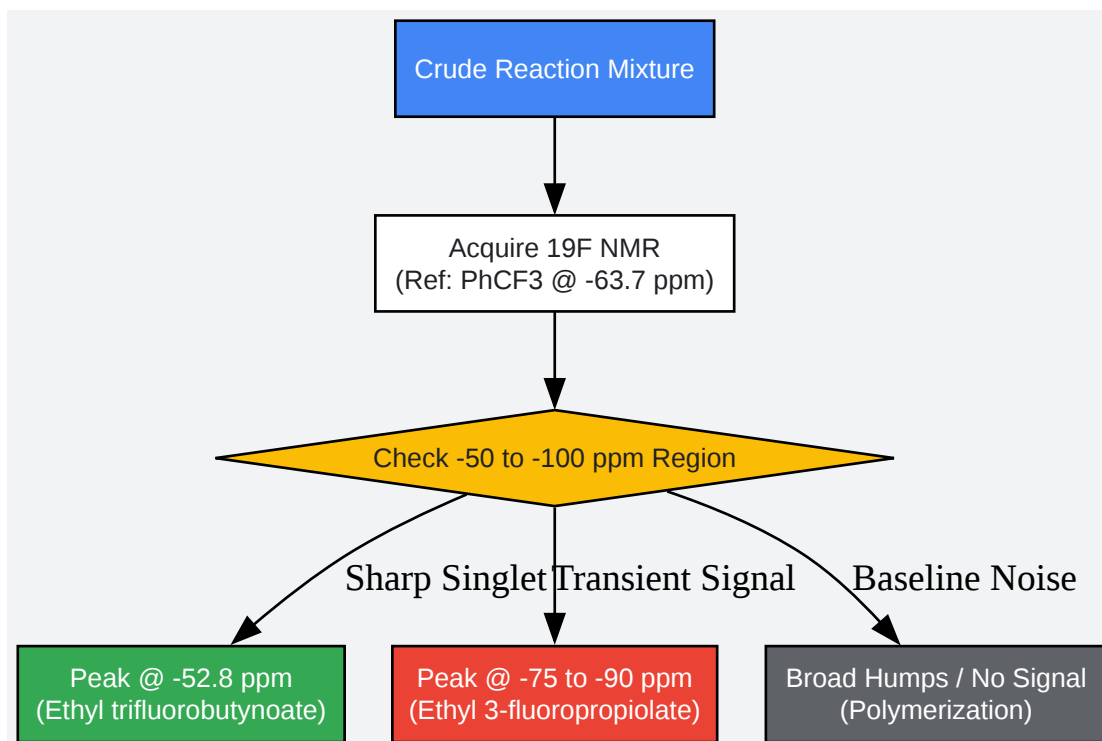 Crude Reaction Mixture
Acquire 19F NMR
(Ref: PhCF3 @ -63.7 ppm)
Check -50 to -100 ppm Region
Sharp Singlet
Transient Signal
Baseline Noise
Peak @ -52.8 ppm
(Ethyl trifluorobutynoate)
Peak @ -75 to -90 ppm
(Ethyl 3-fluoropropiolate)
Broad Humps / No Signal
(Polymerization)